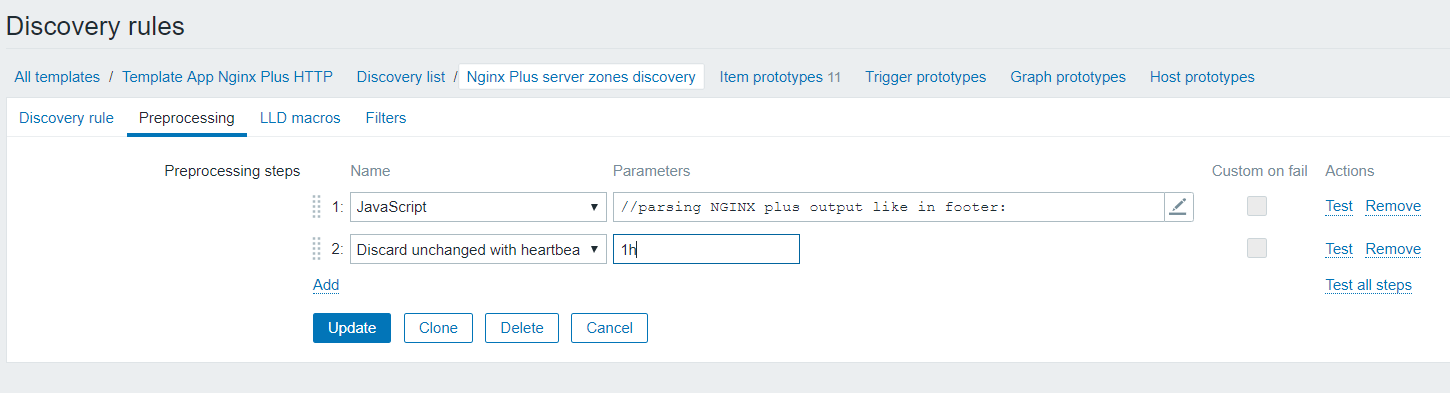 Discovery rules
All templates / Template App Nginx Plus HTTP Discovery list / Nginx Plus server zones discovery Item prototypes 11 Trigger prototypes Graph prototypes Host prototypes
Discovery rule Preprocessing LLD macros Filters
Preprocessing steps Name Parameters Custom on fail Actions
1: JavaScript //parsing NGINX plus output like in footer: Test Remove
2: Discard unchanged with heartbea 1h Test Remove
Add Test all steps
Update Clone Delete Cancel